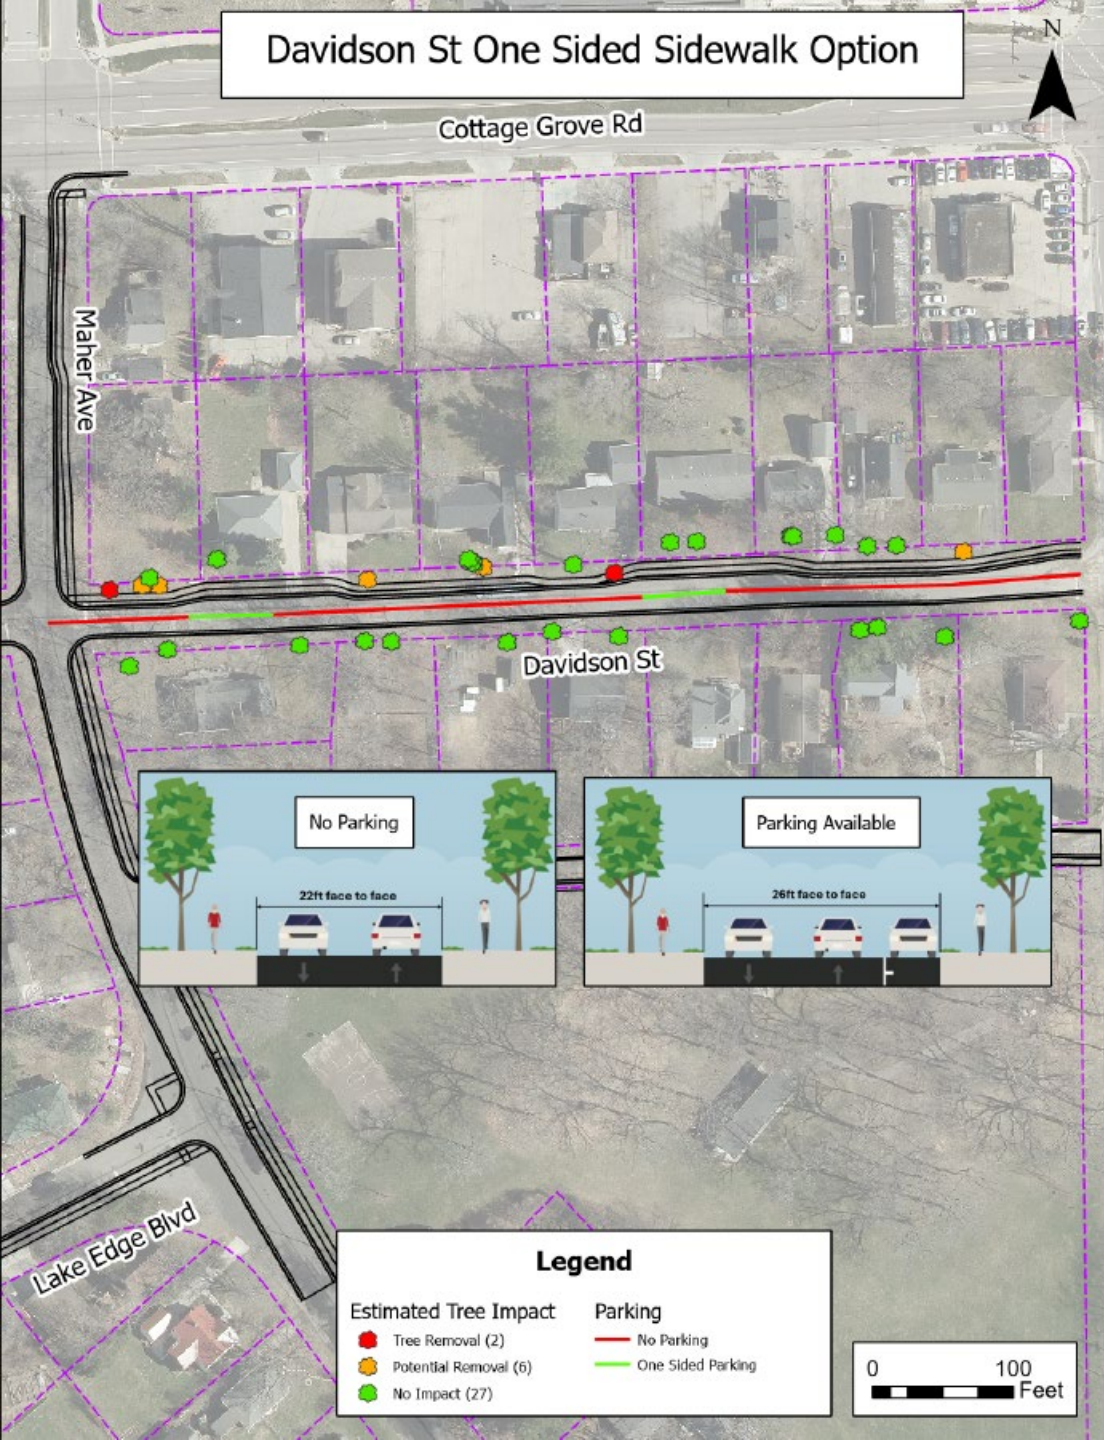 Davidson St One Sided Sidewalk Option
N
Cottage Grove Rd
Maher Ave
Davidson St
No Parking
22ft face to face
Parking Available
26ft face to face
Lake Edge Blvd
Legend
Estimated Tree Impact
Tree Removal (2)
Potential Removal (6)
No Impact (27)
Parking
No Parking
One Sided Parking
0 100
Feet